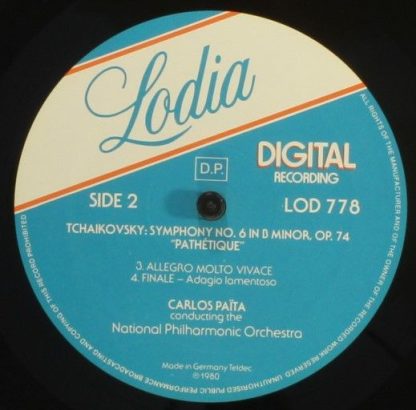 Lodia
D.P.
DIGITAL
RECORDING
SIDE 2
LOD 778
TCHAIKOVSKY: SYMPHONY NO. 6 IN B MINOR, OP. 74
"PATHÉTIQUE"
3. ALLEGRO MOLTO VIVACE
4. FINALE – Adagio lamentoso
CARLOS PAÏTA
conducting the
National Philharmonic Orchestra
Made in Germany Teldec
℗ 1980
ALL RIGHTS OF THE MANUFACTURER AND OF THE OWNER OF THE RECORDED WORK RESERVED. UNAUTHORISED PUBLIC PERFORMANCE BROADCASTING AND COPYING OF THIS RECORD PROHIBITED